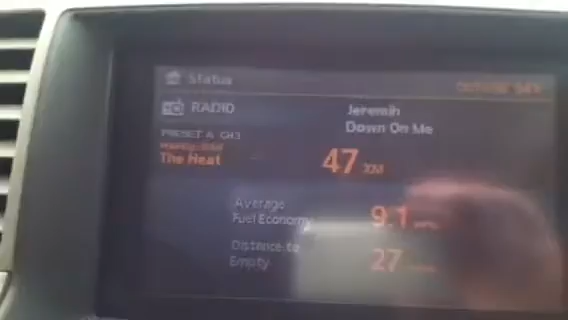 Status
RADIO
Jeremih
Down On Me
PRESET A CH3
The Heat
47 XM
Average
Fuel Economy
9.1
Distance to
Empty
27